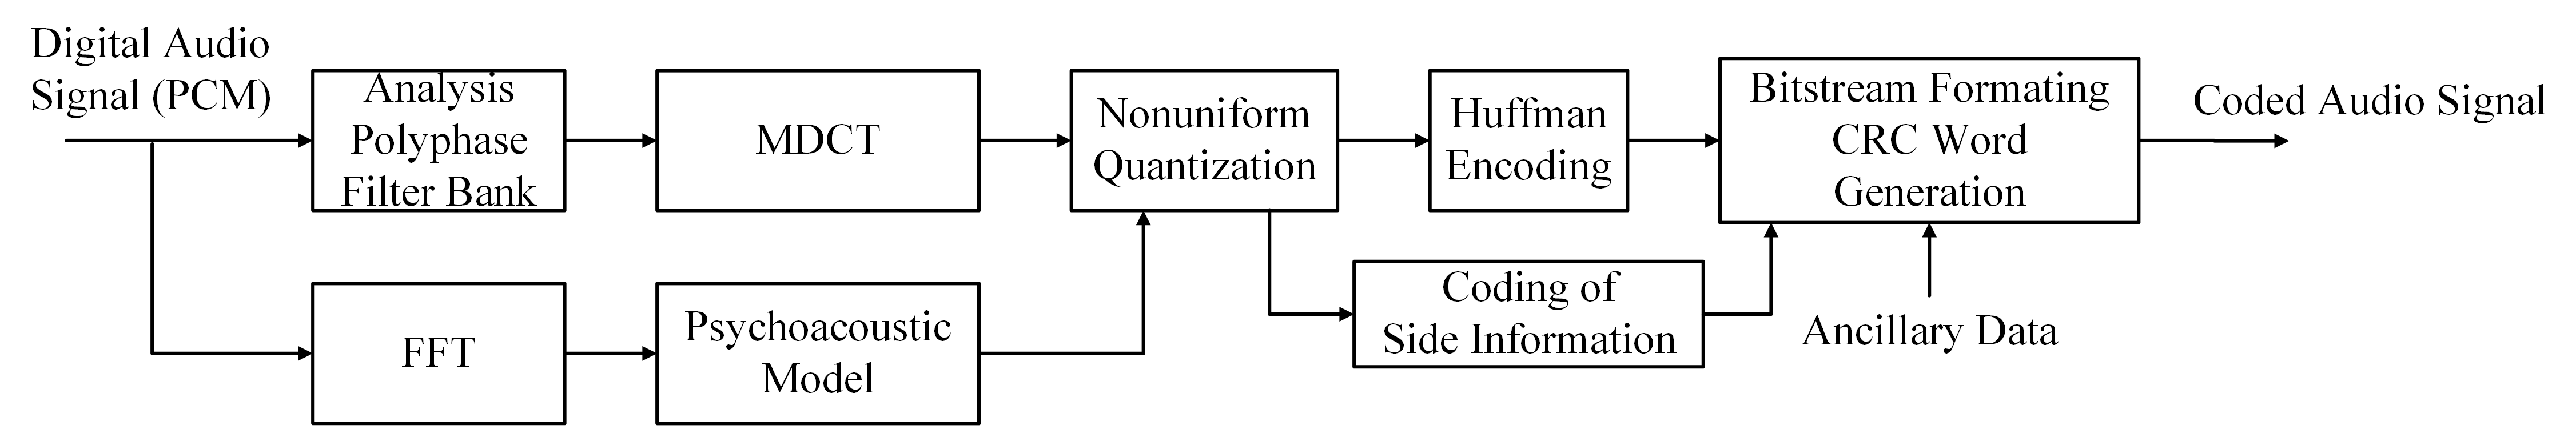 Digital Audio
Signal (PCM)
Analysis
Polyphase
Filter Bank
MDCT
Nonuniform
Quantization
Huffman
Encoding
Bitstream Formating
CRC Word
Generation
Coded Audio Signal
FFT
Psychoacoustic
Model
Coding of
Side Information
Ancillary Data